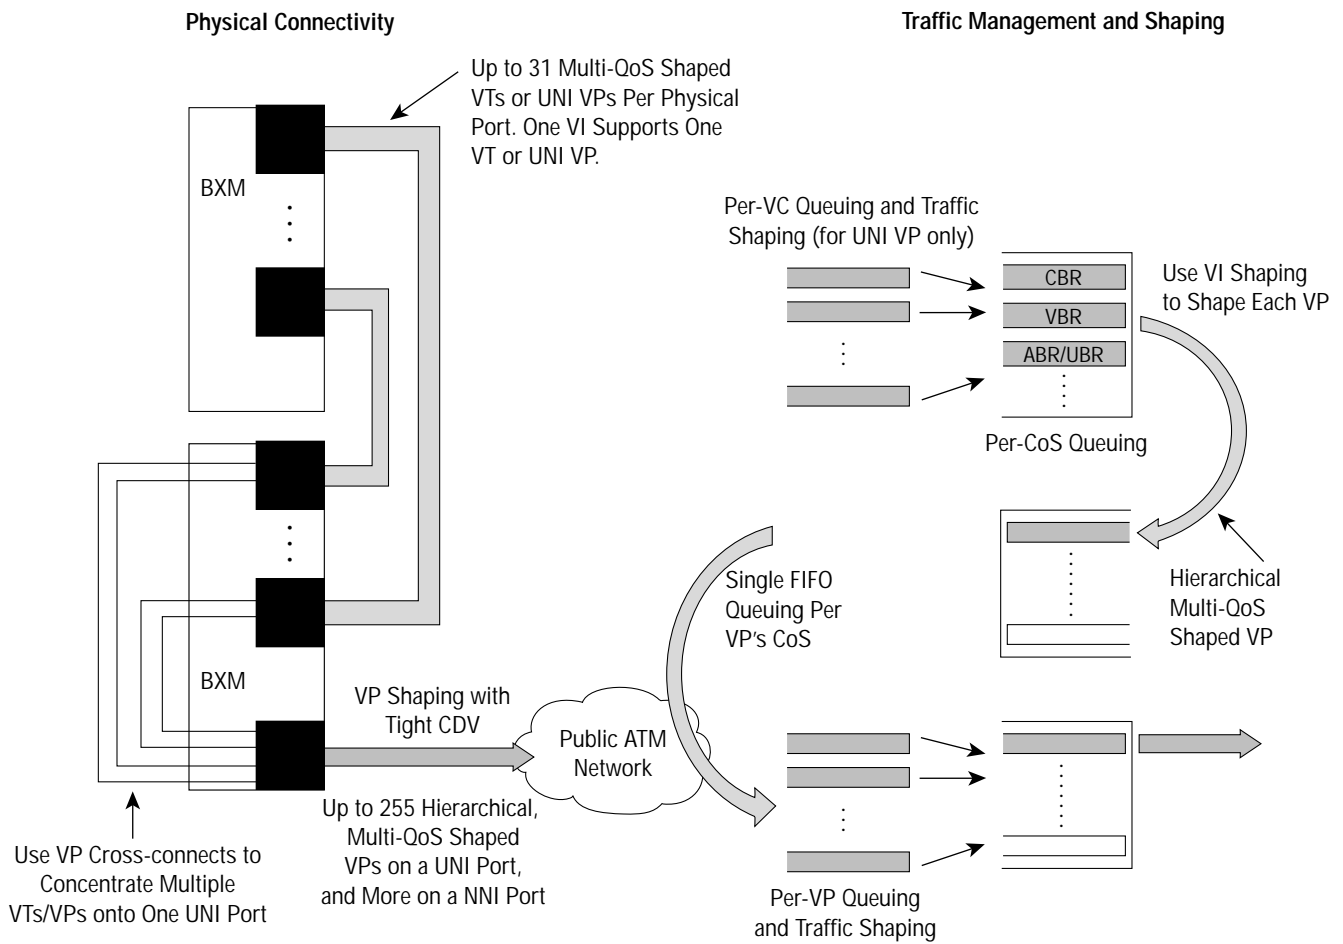 Physical Connectivity
Traffic Management and Shaping
Up to 31 Multi-QoS Shaped
VTs or UNI VPs Per Physical
Port. One VI Supports One
VT or UNI VP.
BXM
Per-VC Queuing and Traffic
Shaping (for UNI VP only)
CBR
VBR
ABR/UBR
Per-CoS Queuing
Use VI Shaping
to Shape Each VP
Hierarchical
Multi-QoS
Shaped VP
Single FIFO
Queuing Per
VP's CoS
BXM
VP Shaping with
Tight CDV
Public ATM
Network
Up to 255 Hierarchical,
Multi-QoS Shaped
VPs on a UNI Port,
and More on a NNI Port
Use VP Cross-connects to
Concentrate Multiple
VTs/VPs onto One UNI Port
Per-VP Queuing
and Traffic Shaping